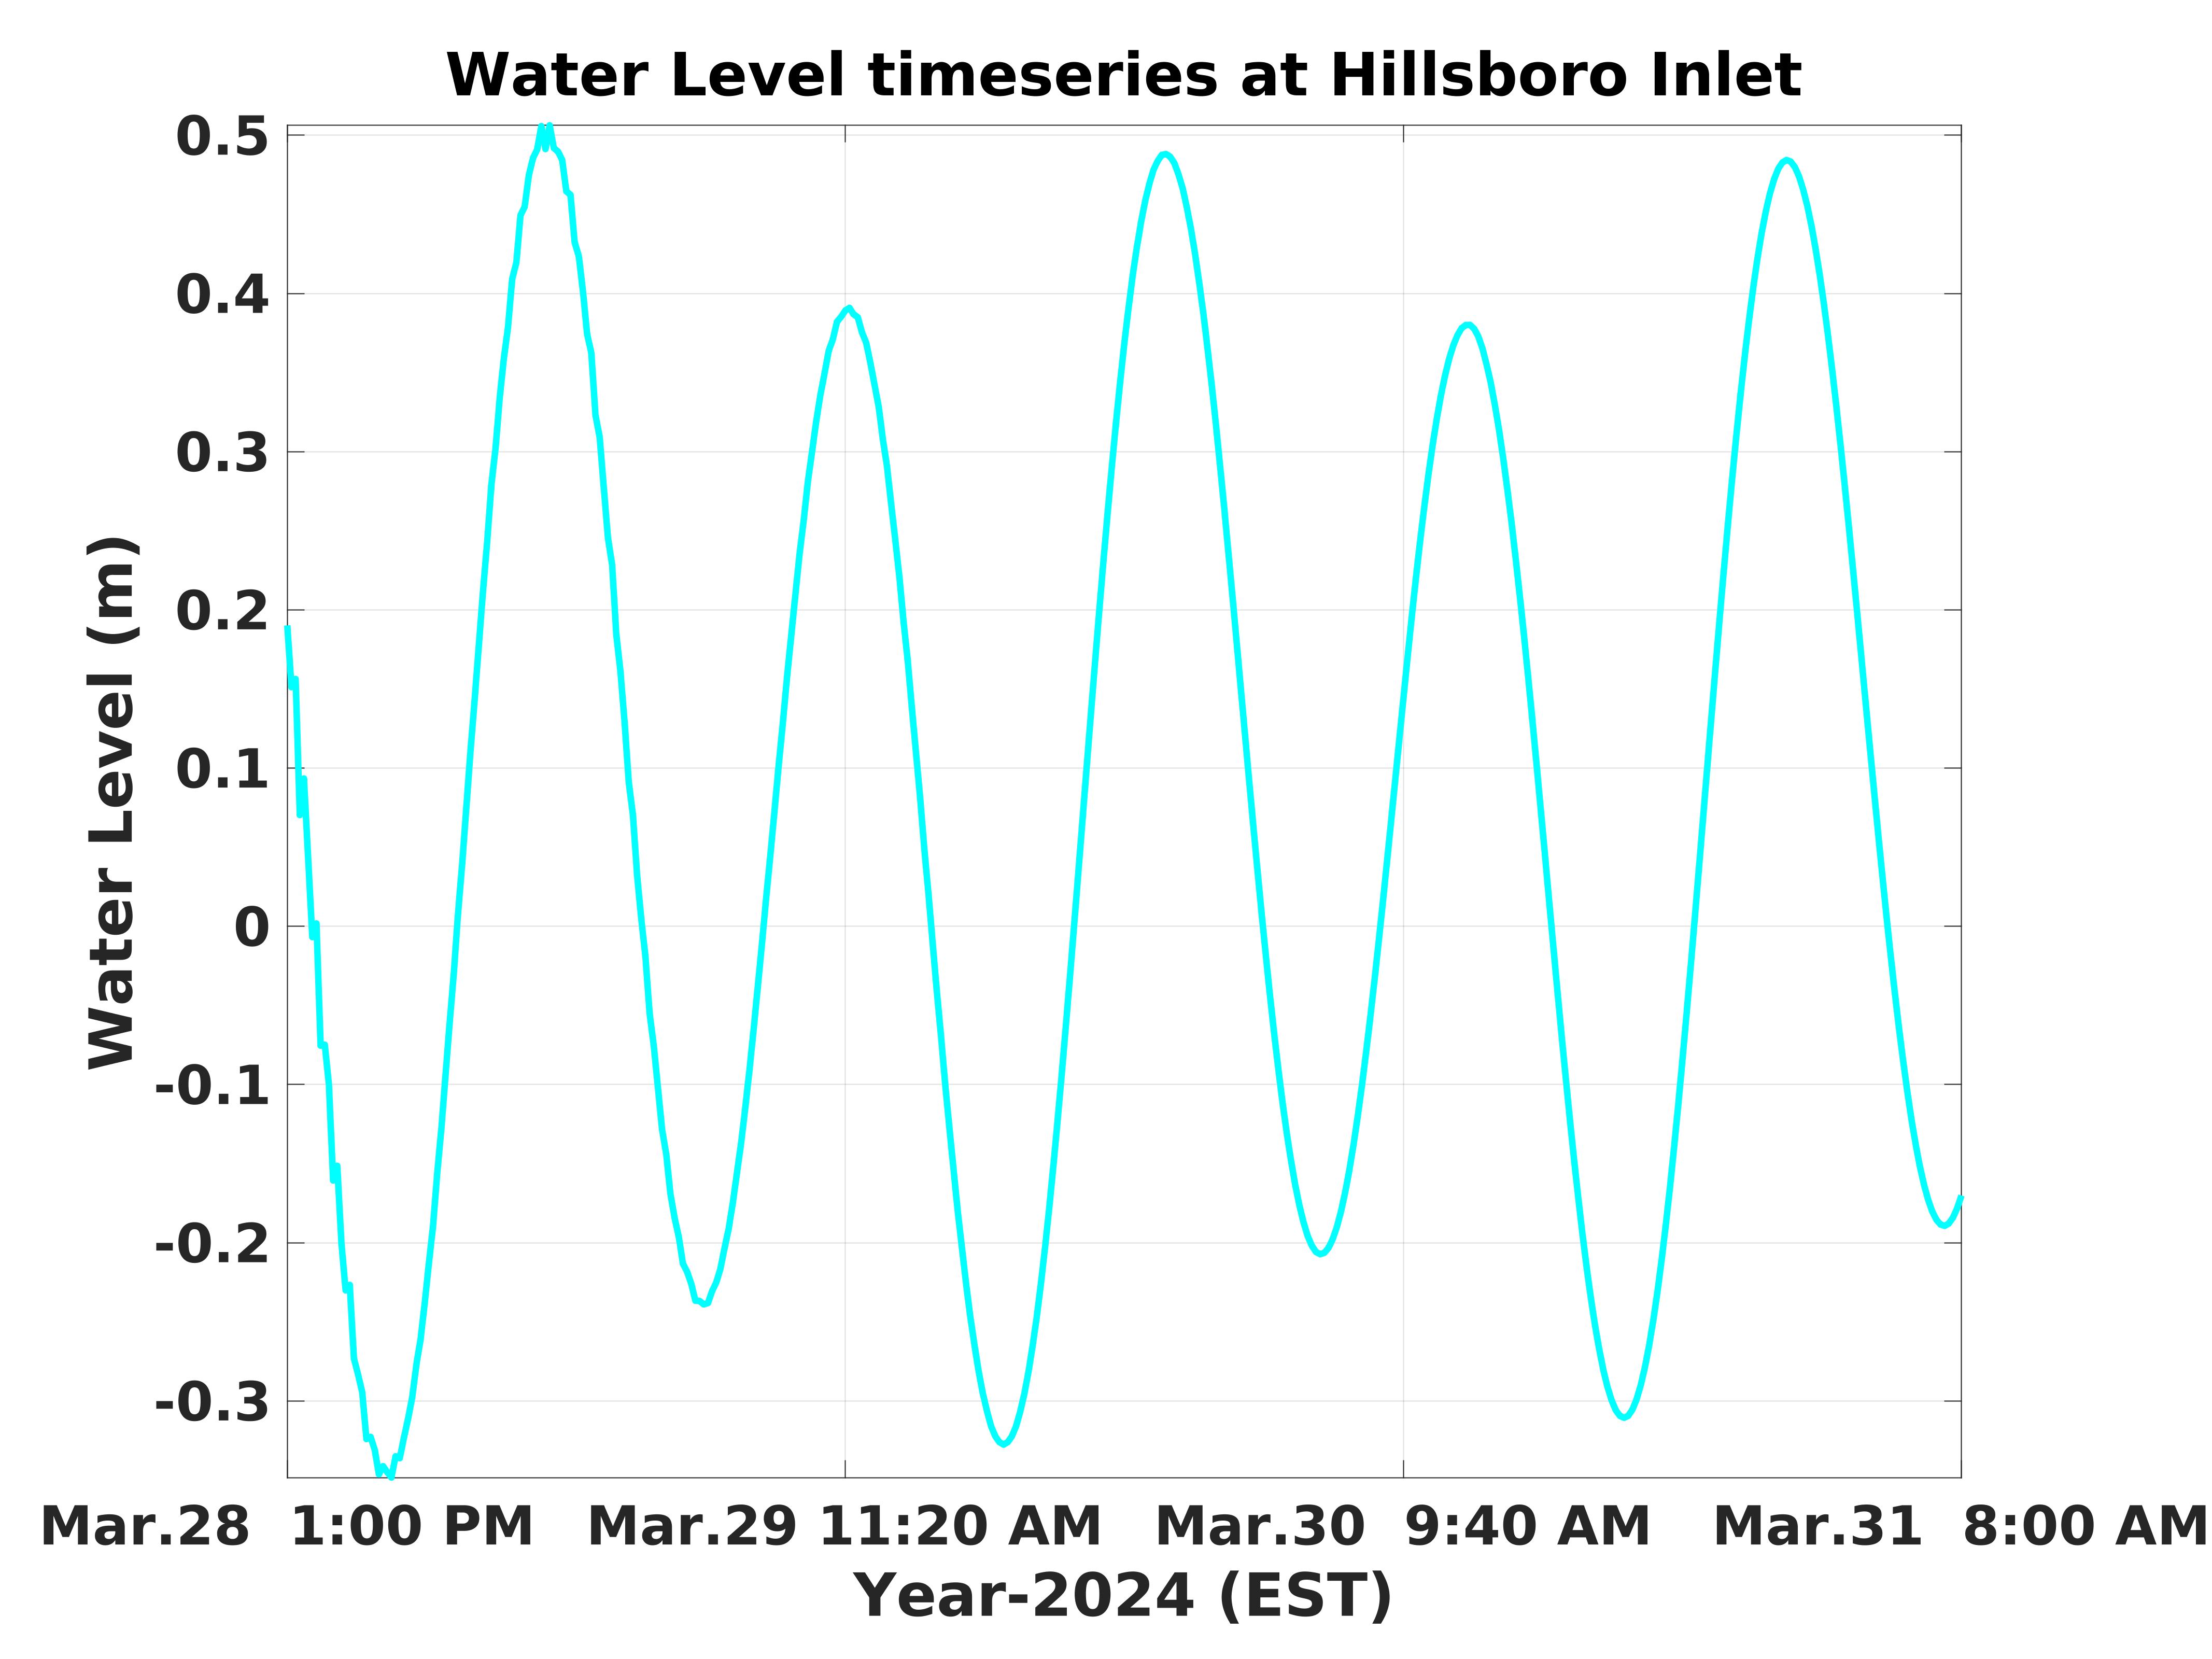 Water Level timeseries at Hillsboro Inlet
0.5
0.4
0.3
0.2
0.1
0
-0.1
-0.2
-0.3
Water Level (m)
Mar.28 1:00 PM Mar.29 11:20 AM Mar.30 9:40 AM Mar.31 8:00 AM
Year-2024 (EST)